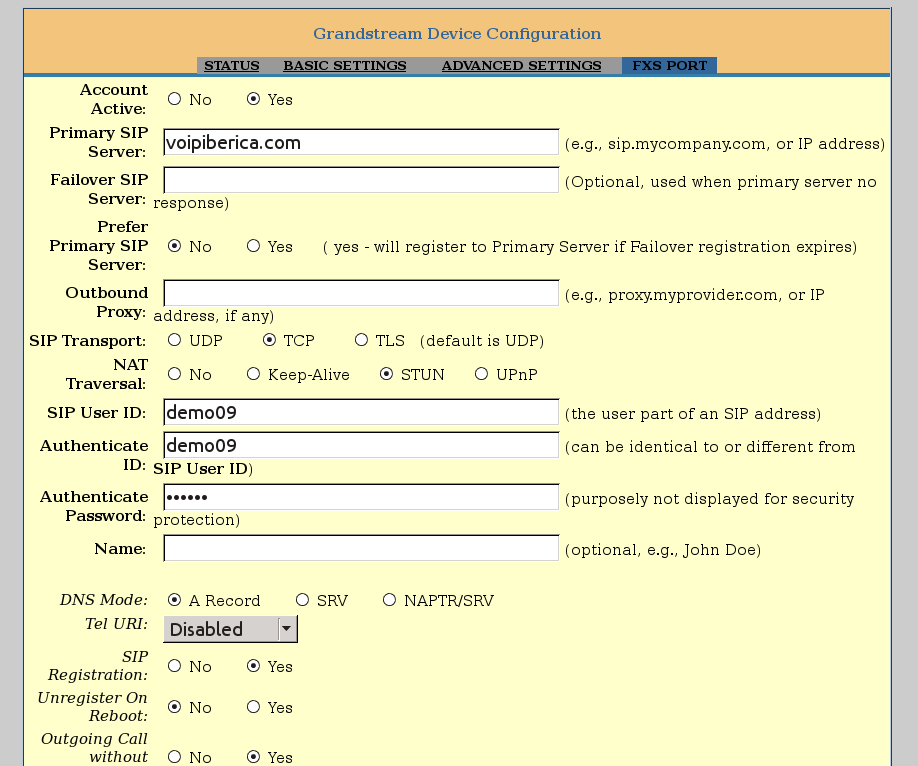 Grandstream Device Configuration
STATUS BASIC SETTINGS ADVANCED SETTINGS FXS PORT
Account
Active: No Yes
Primary SIP
Server: voipiberica.com (e.g., sip.mycompany.com, or IP address)
Failover SIP
Server: (Optional, used when primary server no
response)
Prefer
Primary SIP
Server: No Yes ( yes - will register to Primary Server if Failover registration expires)
Outbound
Proxy: (e.g., proxy.myprovider.com, or IP
address, if any)
SIP Transport: UDP TCP TLS (default is UDP)
NAT
Traversal: No Keep-Alive STUN UPnP
SIP User ID: demo09 (the user part of an SIP address)
Authenticate
ID: demo09 (can be identical to or different from
SIP User ID)
Authenticate
Password: •••••• (purposely not displayed for security
protection)
Name: (optional, e.g., John Doe)
DNS Mode: A Record SRV NAPTR/SRV
Tel URI: Disabled
SIP
Registration: No Yes
Unregister On
Reboot: No Yes
Outgoing Call
without No Yes